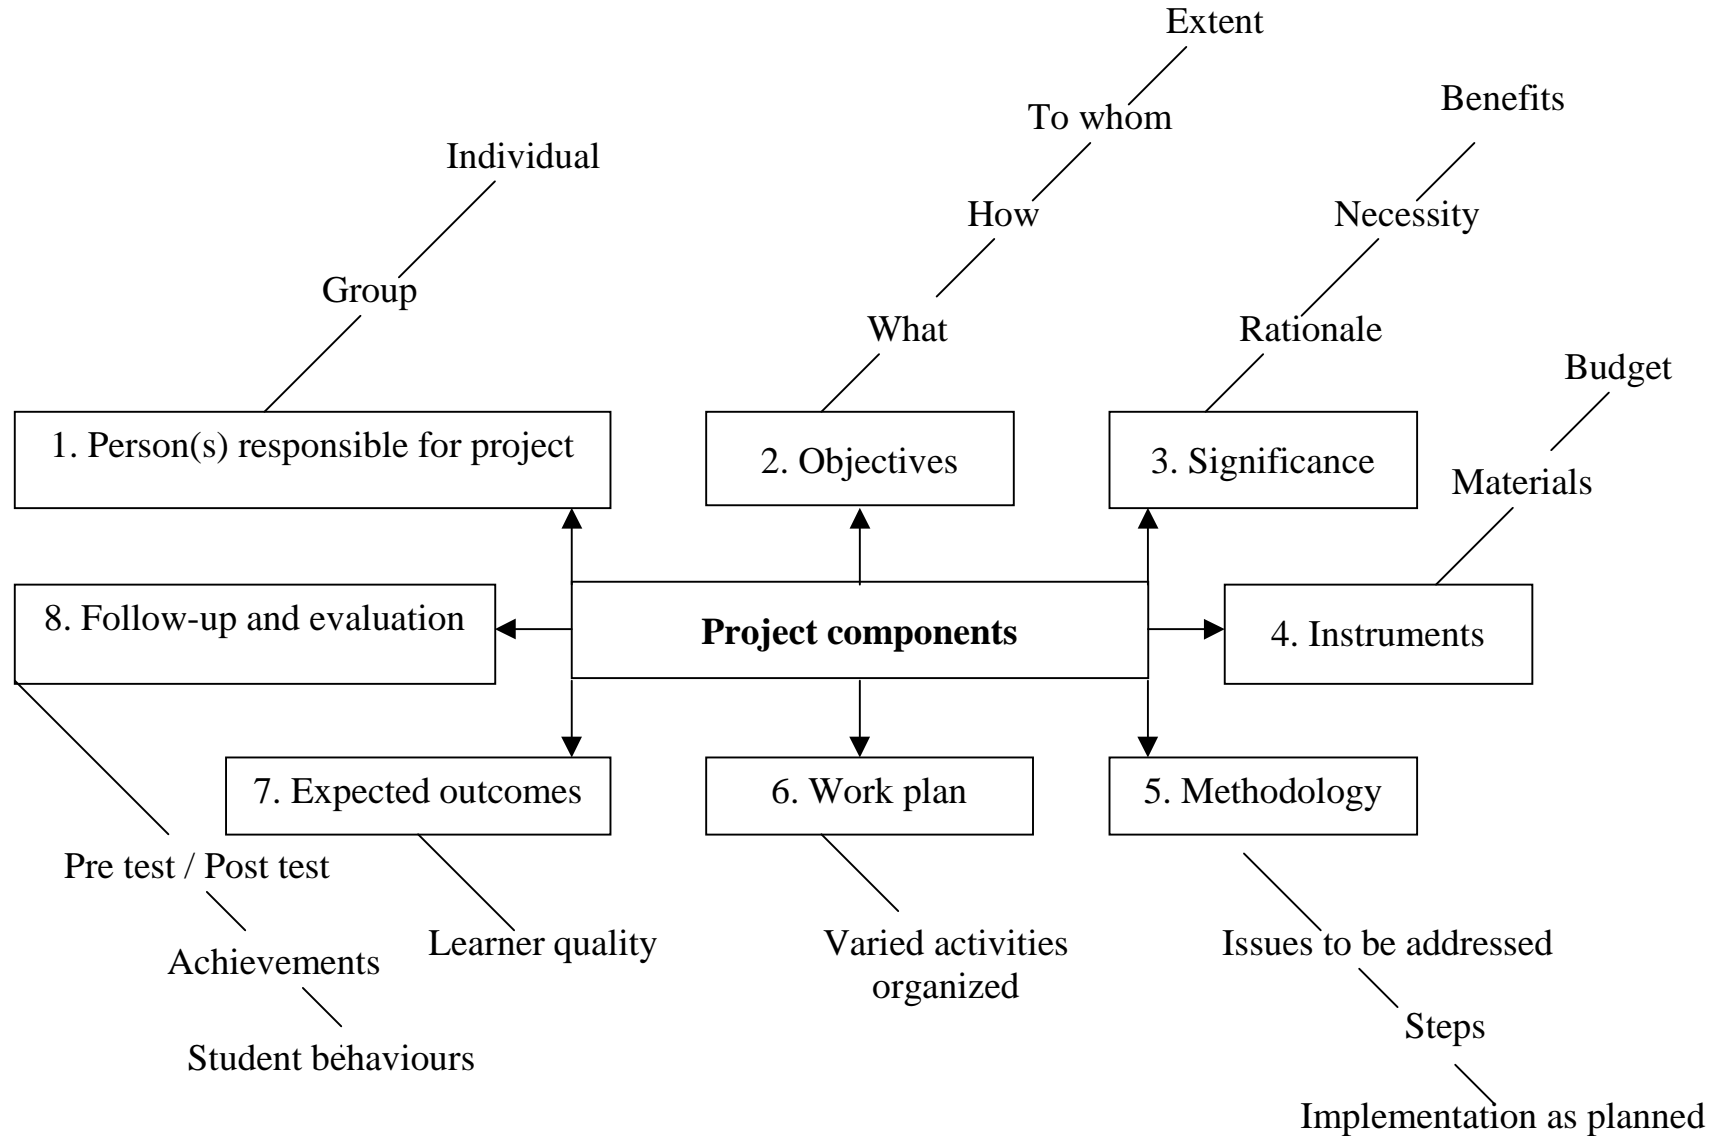 Extent
Benefits
To whom
Individual
How
Necessity
Group
What
Rationale
Budget
1. Person(s) responsible for project
2. Objectives
3. Significance
Materials
8. Follow-up and evaluation
Project components
4. Instruments
7. Expected outcomes
6. Work plan
5. Methodology
Pre test / Post test
Learner quality
Varied activities
organized
Issues to be addressed
Achievements
Steps
Student behaviours
Implementation as planned